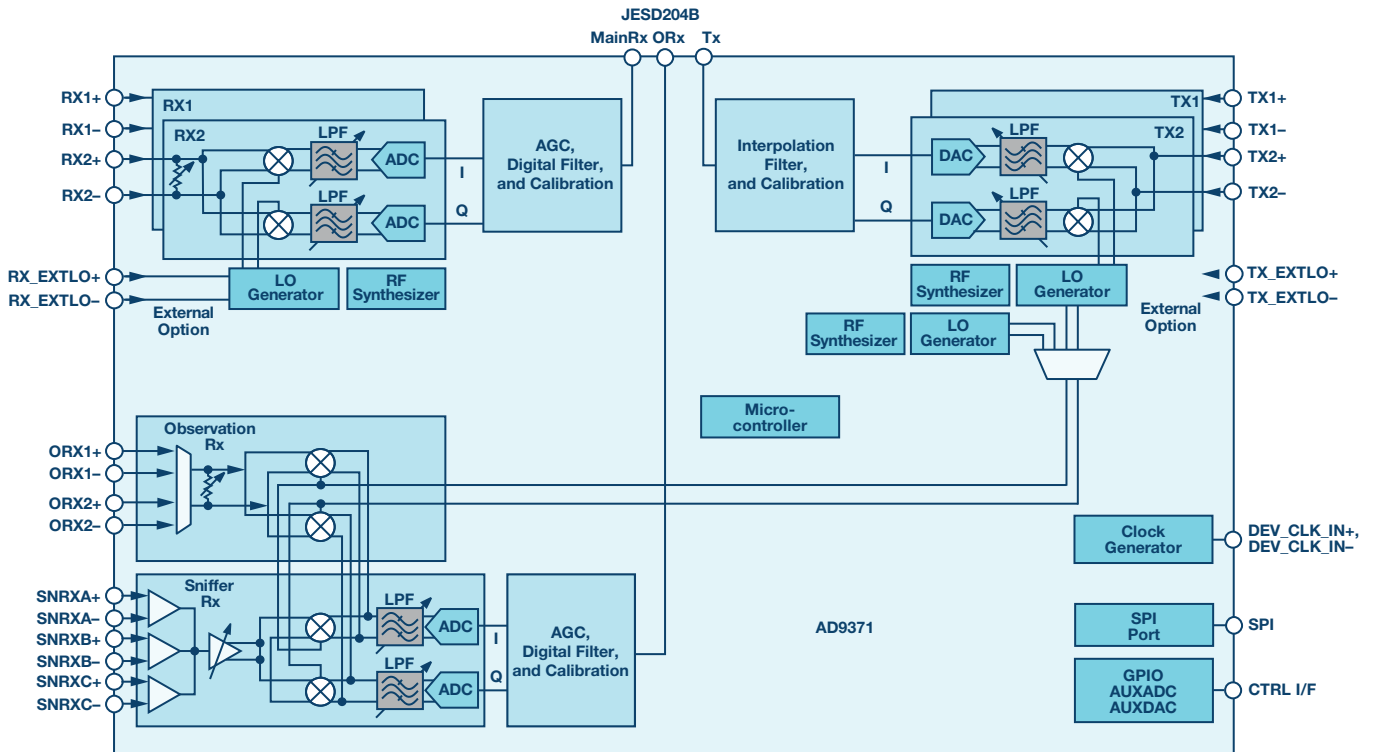 JESD204B
MainRx ORx Tx
RX1+
RX1–
RX2+
RX2–
RX1
RX2
LPF
ADC
LPF
ADC
I
Q
AGC,
Digital Filter,
and Calibration
RX_EXTLO+
RX_EXTLO–
External
Option
LO
Generator
RF
Synthesizer
Interpolation
Filter,
and Calibration
I
Q
TX1
TX2
LPF
DAC
LPF
DAC
TX1+
TX1–
TX2+
TX2–
RF
Synthesizer
LO
Generator
TX_EXTLO+
TX_EXTLO–
External
Option
RF
Synthesizer
LO
Generator
Micro-
controller
Observation
Rx
ORX1+
ORX1–
ORX2+
ORX2–
Sniffer
Rx
SNRXA+
SNRXA–
SNRXB+
SNRXB–
SNRXC+
SNRXC–
LPF
ADC
LPF
ADC
I
Q
AGC,
Digital Filter,
and Calibration
AD9371
Clock
Generator
DEV_CLK_IN+,
DEV_CLK_IN–
SPI
Port
SPI
GPIO
AUXADC
AUXDAC
CTRL I/F